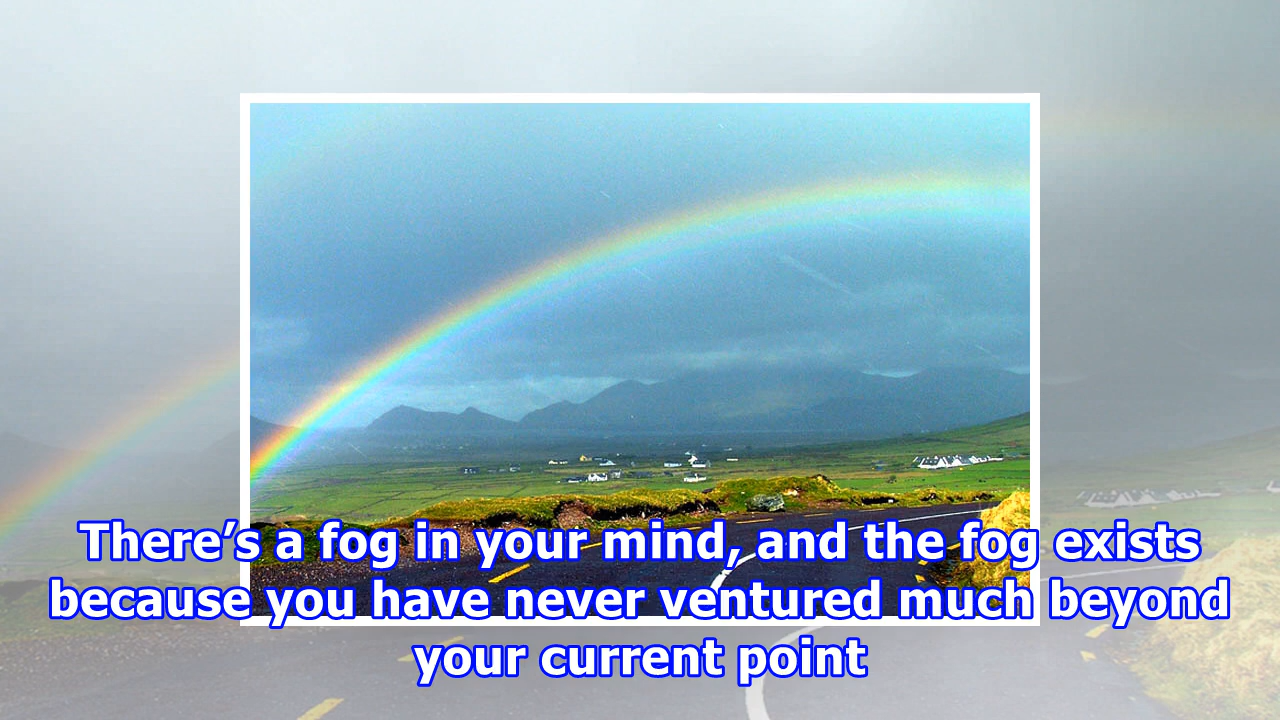 There’s a fog in your mind, and the fog exists
because you have never ventured much beyond
your current point